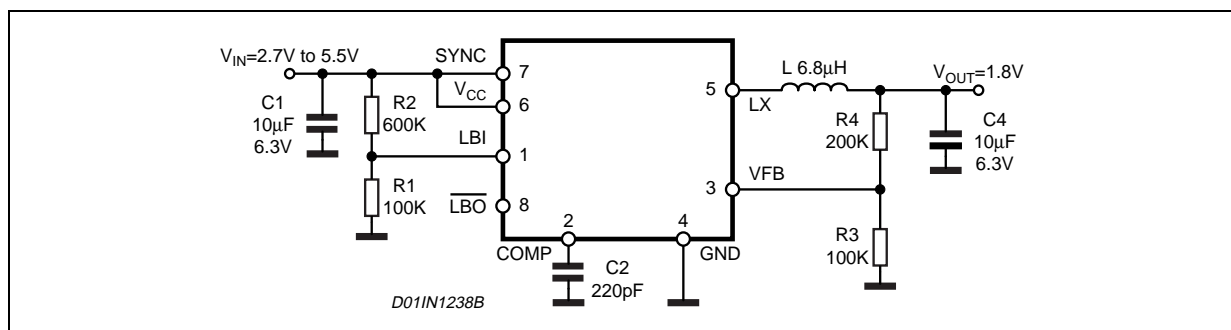 V_IN=2.7V to 5.5V
SYNC
7
V_CC
6
C1
10μF
6.3V
R2
600K
LBI
1
R1
100K
LBO
8
COMP
2
4
GND
C2
220pF
5
LX
L 6.8μH
V_OUT=1.8V
R4
200K
C4
10μF
6.3V
3
VFB
R3
100K
D01IN1238B